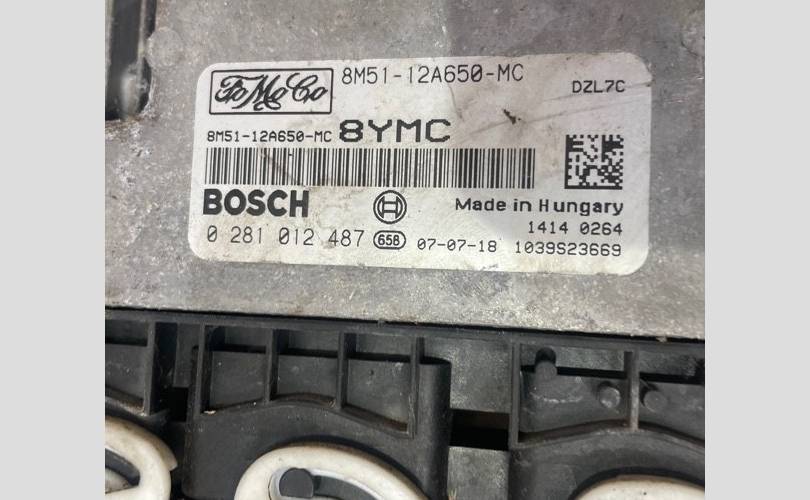 FoMoCo 8M51-12A650-MC DZL7C
8M51-12A650-MC 8YMC
BOSCH Made in Hungary
1414 0264
0 281 012 487 658 07-07-18 1039S23669